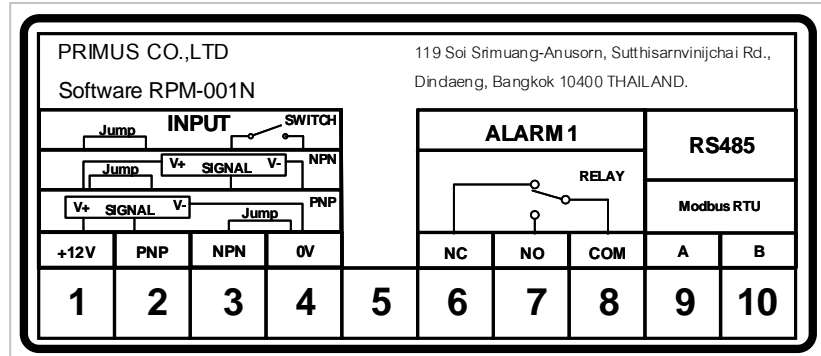 PRIMUS CO.,LTD
Software RPM-001N
119 Soi Srimuang-Anusorn, Sutthisarnvinijchai Rd.,
Dindaeng, Bangkok 10400 THAILAND.
INPUT
Jump
SWITCH
Jump
V+ SIGNAL V-
NPN
V+ SIGNAL V-
Jump
PNP
+12V PNP NPN 0V
ALARM 1
RELAY
NC NO COM
RS485
Modbus RTU
A B
1 2 3 4 5 6 7 8 9 10